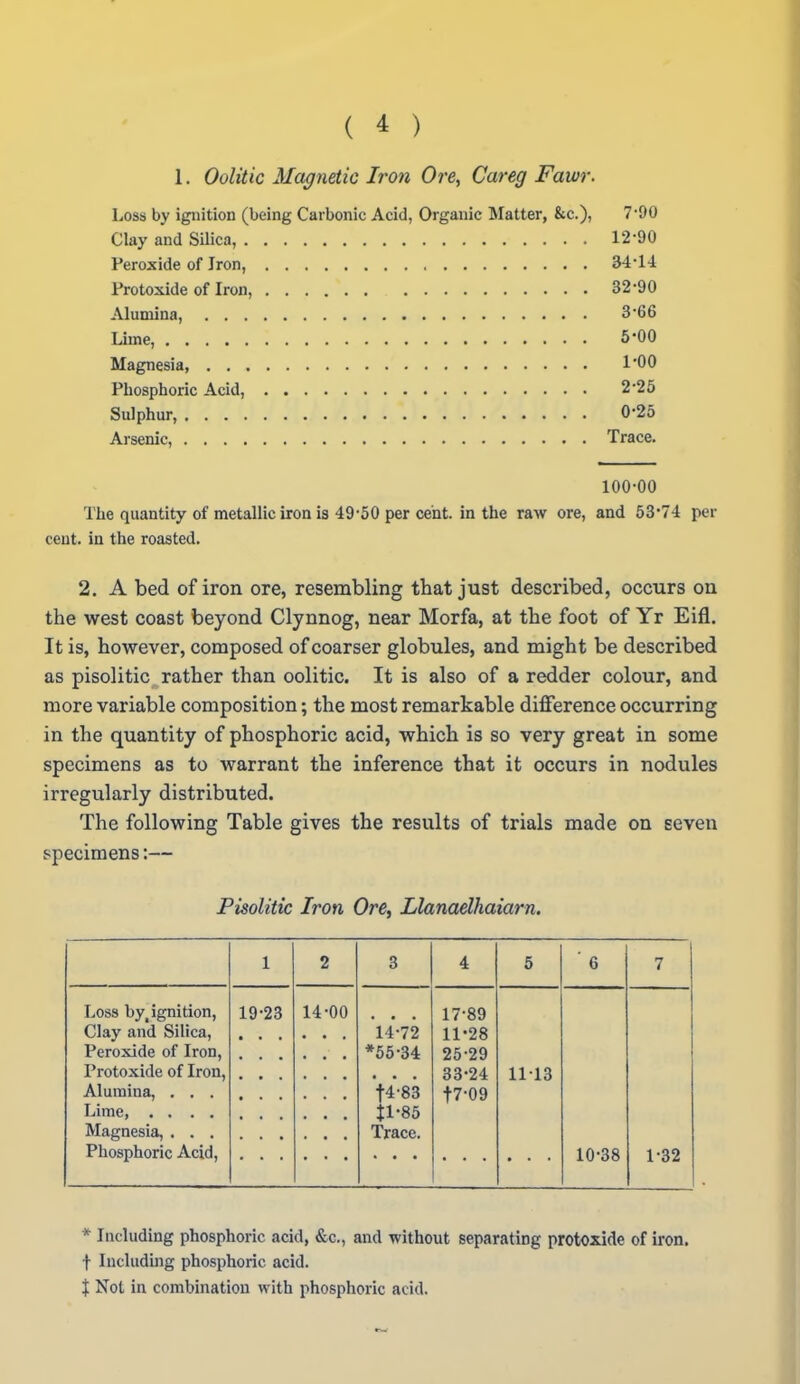 ( 4 )
1. Oolitic Magnetic Iron Ore, Careg Fawr.
Loss by ignition (being Carbonic Acid, Organic Matter, &c.), 7·90
Clay and Silica, . . . . . . . . . . . . . . . . . . 12·90
Peroxide of Iron, . . . . . . . . . . . . . . . . . 34·14
Protoxide of Iron, . . . . . . . . . . . . . . . . 32·90
Alumina, . . . . . . . . . . . . . . . . . . . . 3·66
Lime, . . . . . . . . . . . . . . . . . . . . . . 5·00
Magnesia, . . . . . . . . . . . . . . . . . . . . 1·00
Phosphoric Acid, . . . . . . . . . . . . . . . . . 2·25
Sulphur, . . . . . . . . . . . . . . . . . . . . . 0·25
Arsenic, . . . . . . . . . . . . . . . . . . . . . Trace.
100·00
The quantity of metallic iron is 49·50 per cent. in the raw ore, and 53·74 per
cent. in the roasted.
2. A bed of iron ore, resembling that just described, occurs on
the west coast beyond Clynnog, near Morfa, at the foot of Yr Eifl.
It is, however, composed of coarser globules, and might be described
as pisolitic rather than oolitic. It is also of a redder colour, and
more variable composition; the most remarkable difference occurring
in the quantity of phosphoric acid, which is so very great in some
specimens as to warrant the inference that it occurs in nodules
irregularly distributed.
The following Table gives the results of trials made on seven
specimens:—
Pisolitic Iron Ore, Llanaelhaiarn.
1 2 3 4 5 6 7
Loss by ignition, 19·23 14·00 . . . 17·89
Clay and Silica, . . . . . . 14·72 11·28
Peroxide of Iron, . . . . . . *55·34 25·29
Protoxide of Iron, . . . . . . . . . 33·24 11·13
Alumina, . . . . . . . . . †4·83 †7·09
Lime, . . . . . . . . . . ‡1·85
Magnesia, . . . . . . . . . Trace.
Phosphoric Acid, . . . . . . . . . . . . . . . 10·38 1·32
* Including phosphoric acid, &c., and without separating protoxide of iron.
† Including phosphoric acid.
‡ Not in combination with phosphoric acid.